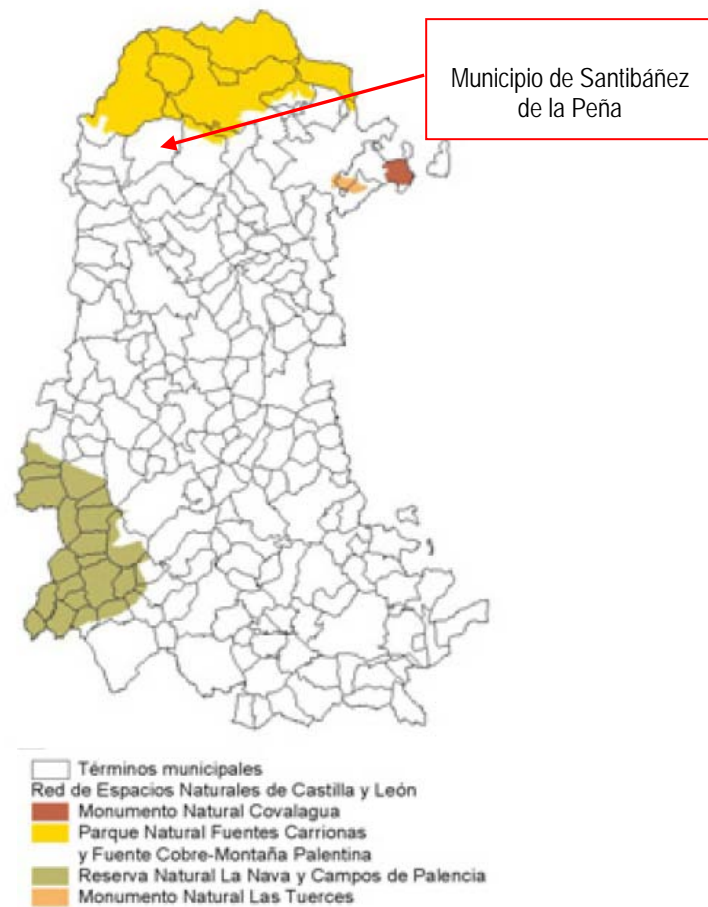 Municipio de Santibáñez
de la Peña
Términos municipales
Red de Espacios Naturales de Castilla y León
Monumento Natural Covalagua
Parque Natural Fuentes Carrionas
y Fuente Cobre-Montaña Palentina
Reserva Natural La Nava y Campos de Palencia
Monumento Natural Las Tuerces